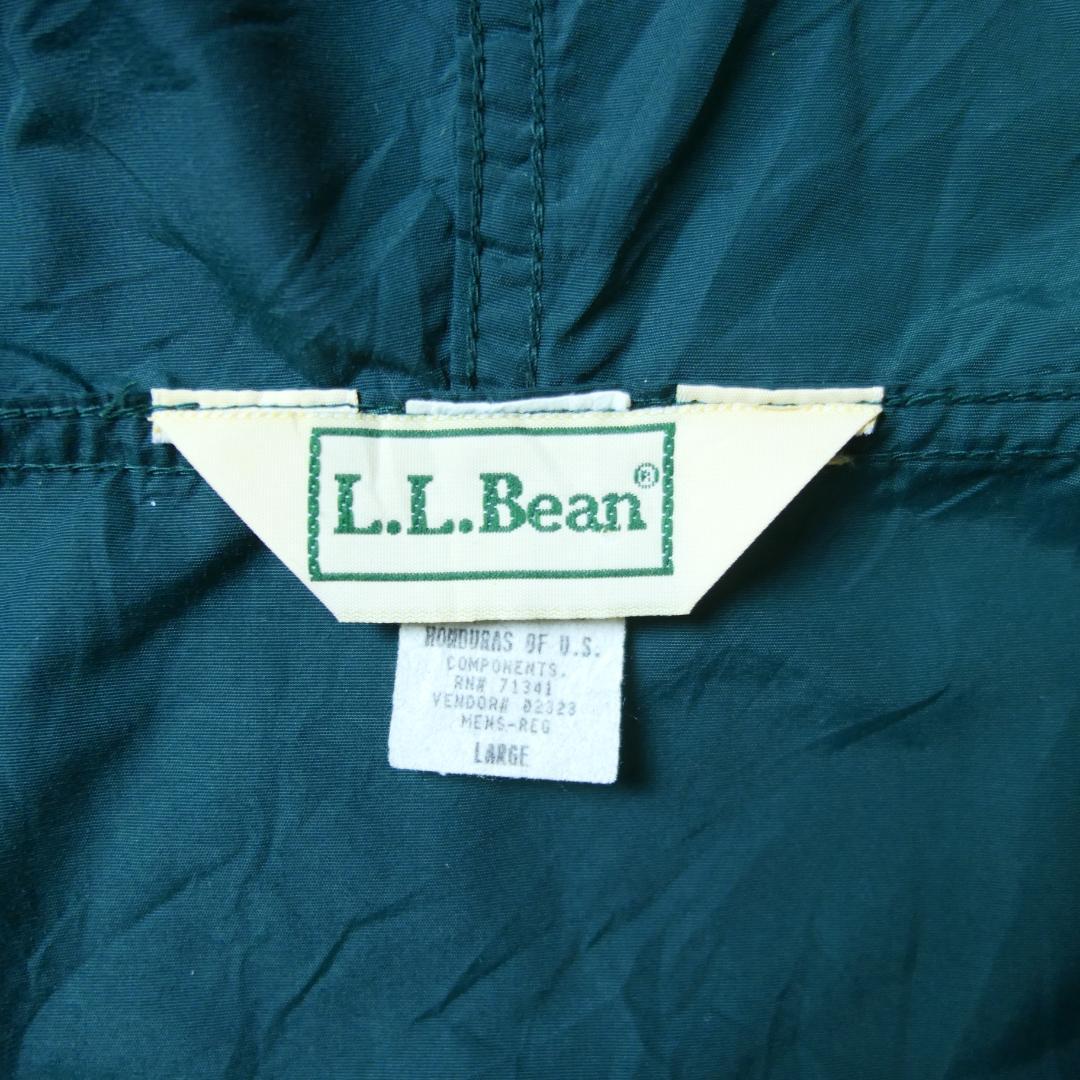 L.L.Bean®
HONDURAS OF U.S.
COMPONENTS.
RN# 71341
VENDOR# 02323
MENS-REG
LARGE